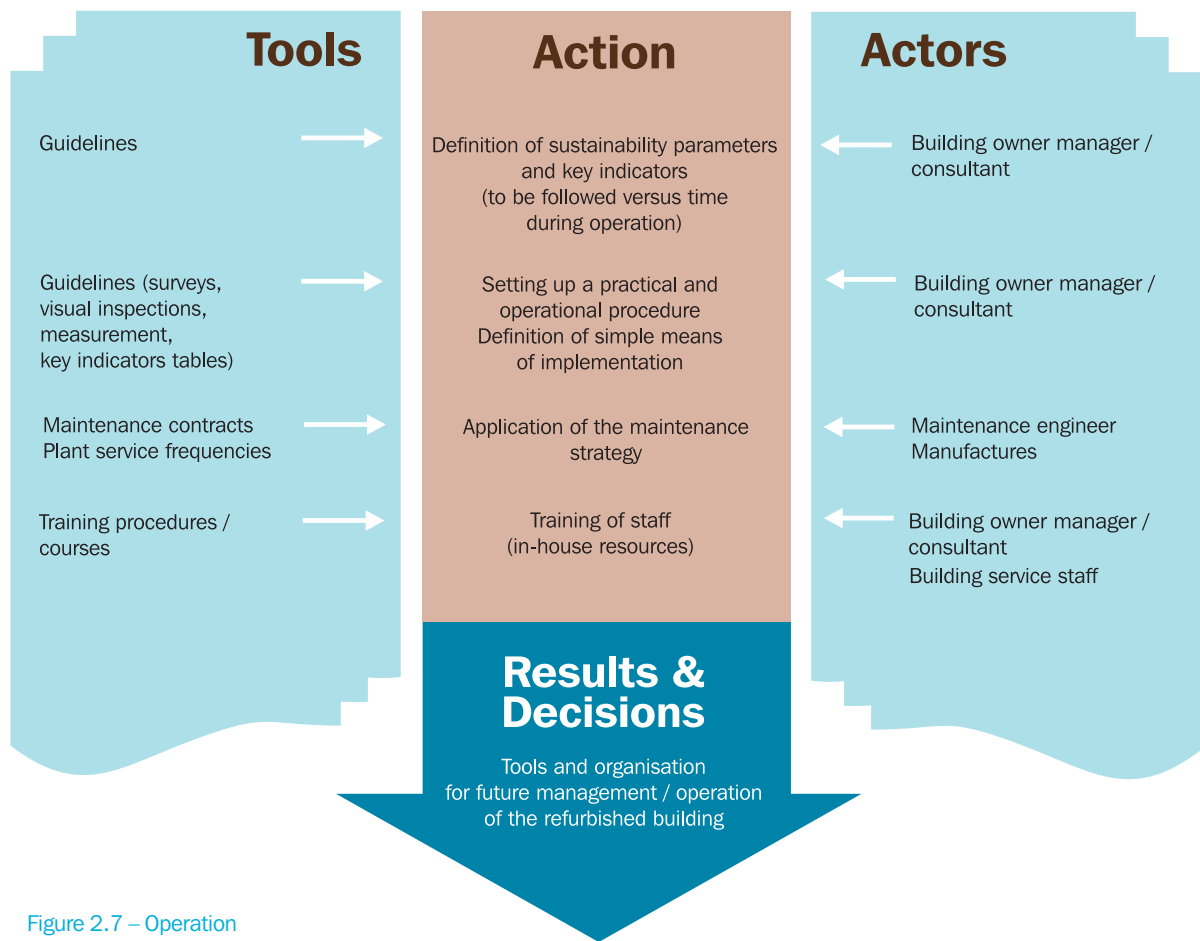 Tools
Action
Actors
Guidelines
Definition of sustainability parameters
and key indicators
(to be followed versus time
during operation)
Building owner manager /
consultant
Guidelines (surveys,
visual inspections,
measurement,
key indicators tables)
Setting up a practical and
operational procedure
Definition of simple means
of implementation
Building owner manager /
consultant
Maintenance contracts
Plant service frequencies
Application of the maintenance
strategy
Maintenance engineer
Manufactures
Training procedures /
courses
Training of staff
(in-house resources)
Building owner manager /
consultant
Building service staff
Results &
Decisions
Tools and organisation
for future management / operation
of the refurbished building
Figure 2.7 – Operation